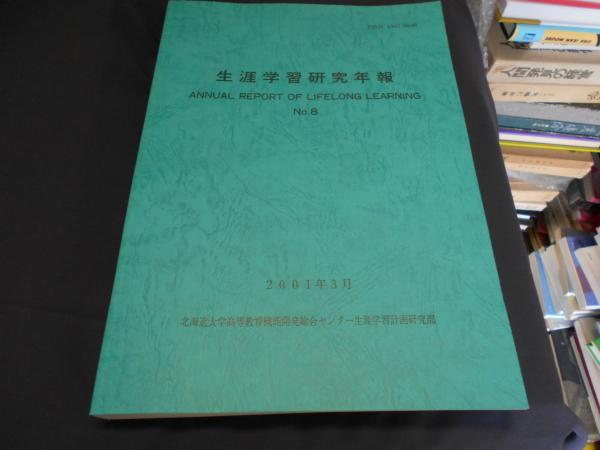 生涯学習研究年報
ANNUAL REPORT OF LIFELONG LEARNING
No.8
2001年3月
北海道大学高等教育機能開発総合センター生涯学習計画研究部